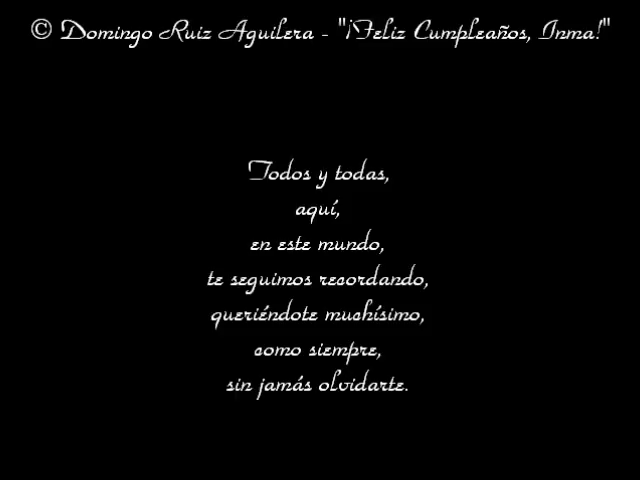 © Domingo Ruiz Aguilera - "¡Feliz Cumpleaños, Inma!"
Todos y todas,
aquí,
en este mundo,
te seguimos recordando,
queriéndote muchísimo,
como siempre,
sin jamás olvidarte.